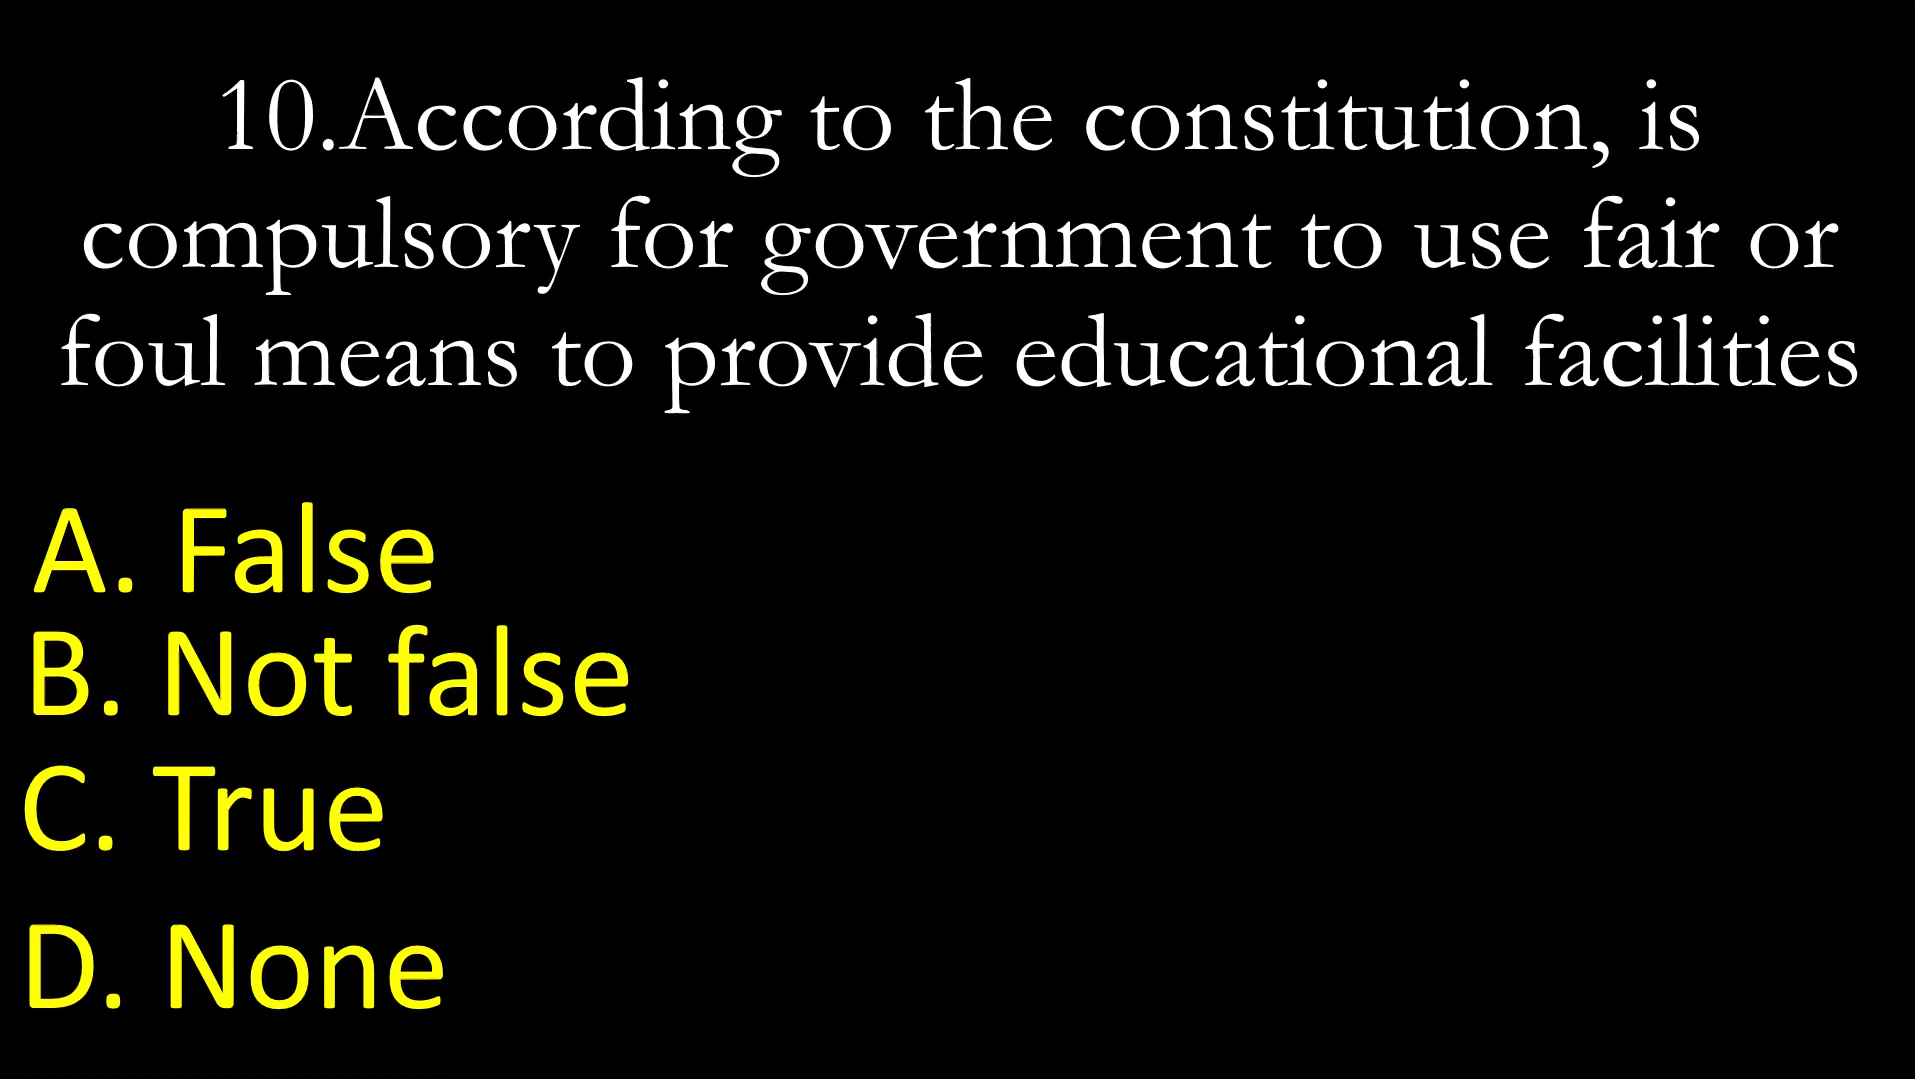 10.According to the constitution, is
compulsory for government to use fair or
foul means to provide educational facilities
A. False
B. Not false
C. True
D. None